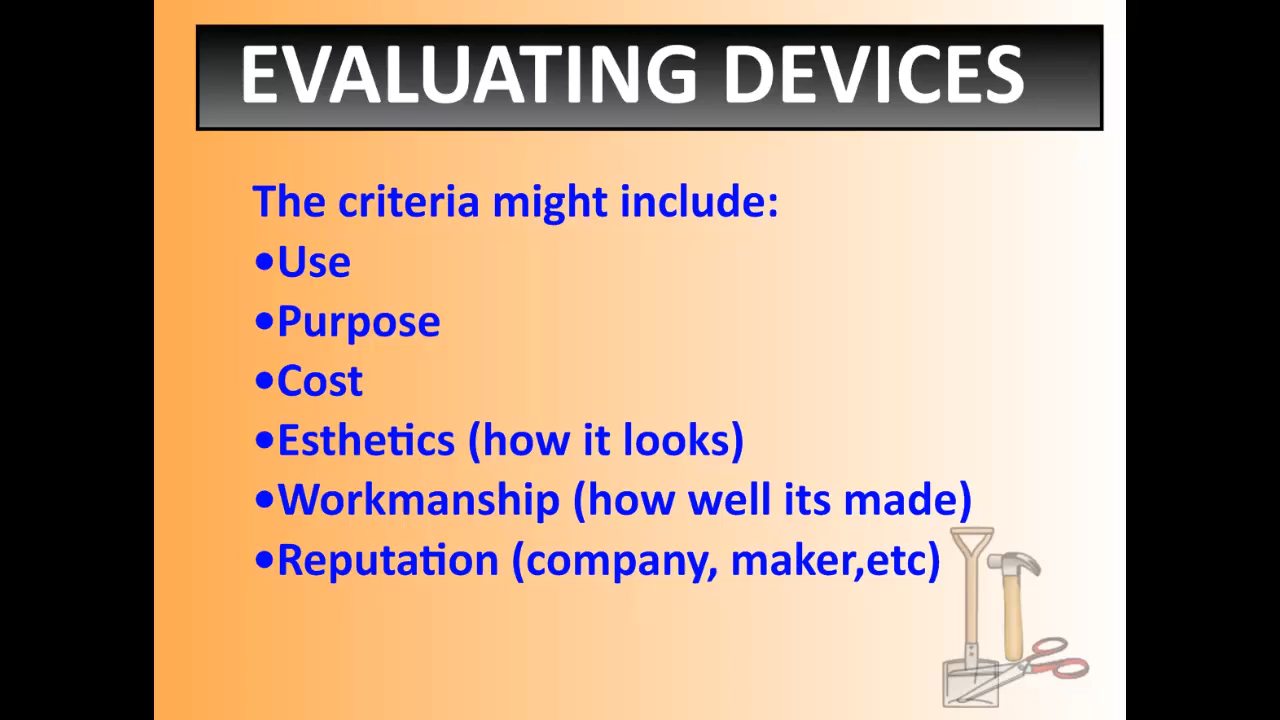 EVALUATING DEVICES
The criteria might include:
•Use
•Purpose
•Cost
•Esthetics (how it looks)
•Workmanship (how well its made)
•Reputation (company, maker,etc)